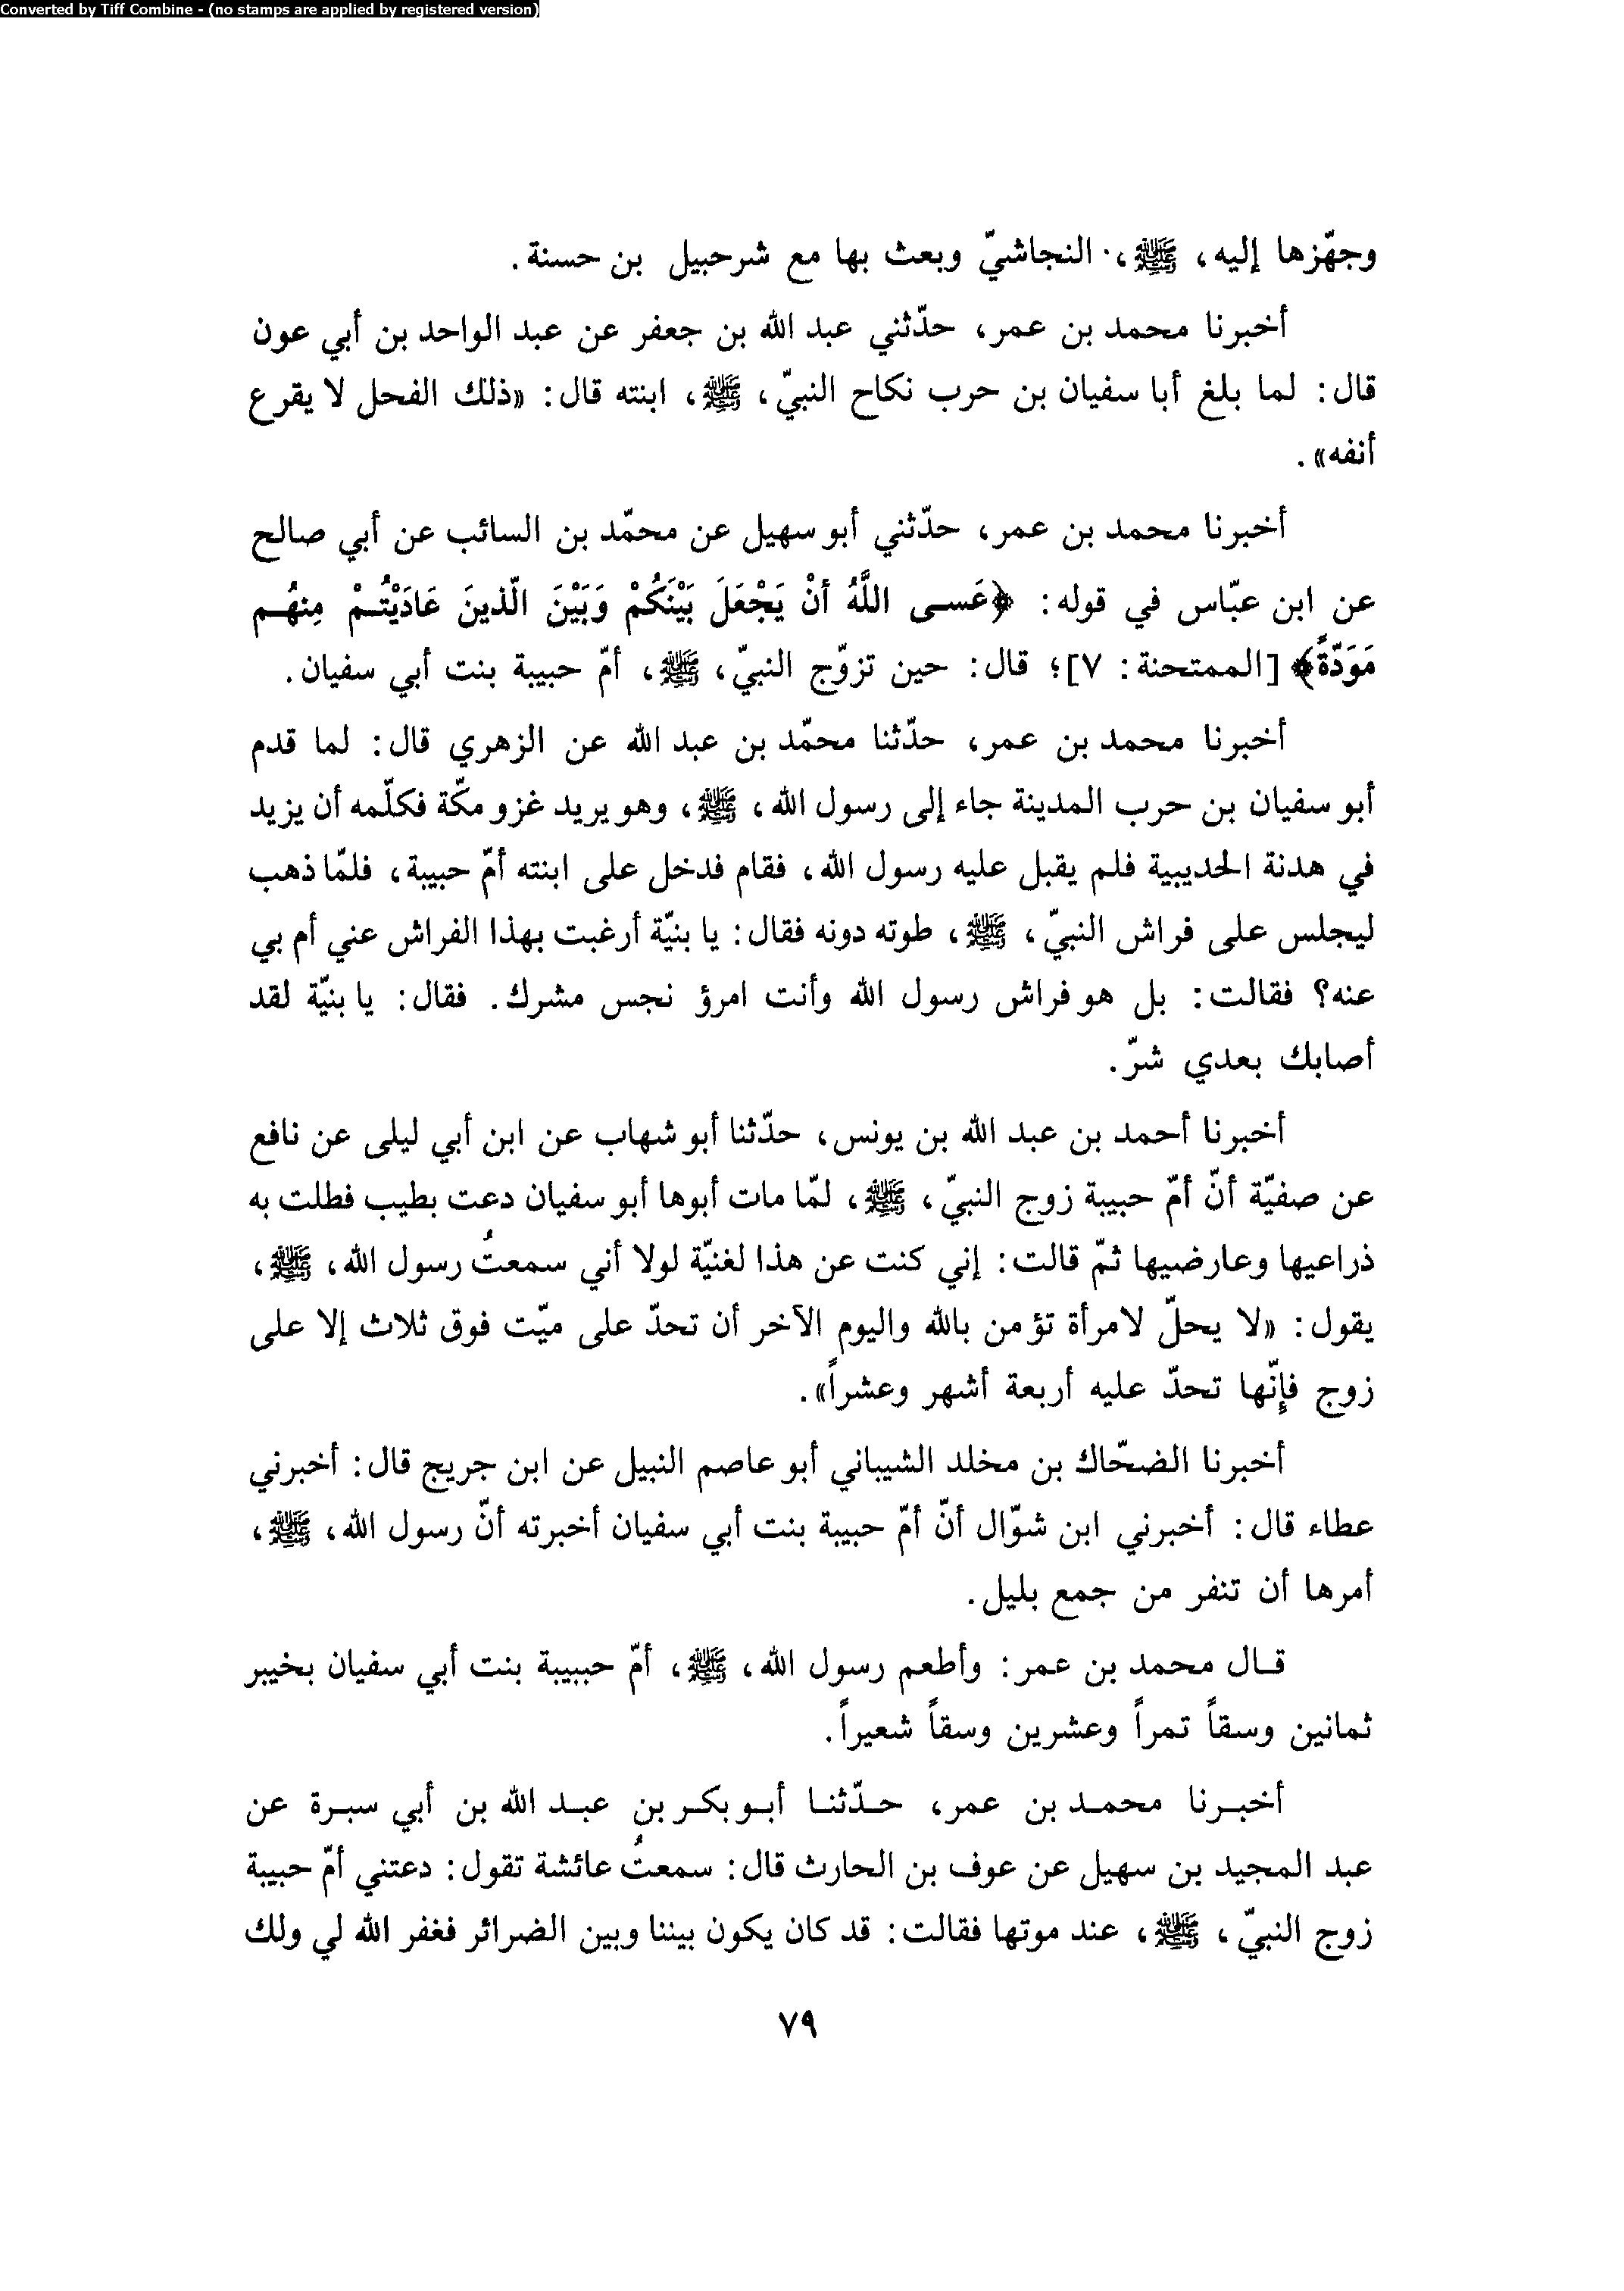 Converted by Tiff Combine - (no stamps are applied by registered version)
وجهّزها إليه، ﷺ، النجاشيّ وبعث بها مع شرحبيل بن حسنة.
أخبرنا محمد بن عمر، حدّثني عبد الله بن جعفر عن عبد الواحد بن أبي عون
قال: لما بلغ أبا سفيان بن حرب نكاح النبيّ، ﷺ، ابنته قال: «ذلك الفحل لا يقرع
أنفه».
أخبرنا محمد بن عمر، حدّثني أبو سهيل عن محمّد بن السائب عن أبي صالح
عن ابن عبّاس في قوله: ﴿عَسى اللَّهُ أنْ يَجْعَلَ بَيْنَكُمْ وَبَيْنَ الّذينَ عَادَيْتُمْ مِنهُم
مَوَدّةً﴾ [الممتحنة: ٧]؛ قال: حين تزوّج النبيّ، ﷺ، أمّ حبيبة بنت أبي سفيان.
أخبرنا محمد بن عمر، حدّثنا محمّد بن عبد الله عن الزهري قال: لما قدم
أبو سفيان بن حرب المدينة جاء إلى رسول الله، ﷺ، وهو يريد غزو مكّة فكلّمه أن يزيد
في هدنة الحديبية فلم يقبل عليه رسول الله، فقام فدخل على ابنته أمّ حبيبة، فلمّا ذهب
ليجلس على فراش النبيّ، ﷺ، طوته دونه فقال: يا بنيّة أرغبت بهذا الفراش عني أم بي
عنه؟ فقالت: بل هو فراش رسول الله وأنت امرؤ نجس مشرك. فقال: يا بنيّة لقد
أصابك بعدي شرّ.
أخبرنا أحمد بن عبد الله بن يونس، حدّثنا أبو شهاب عن ابن أبي ليلى عن نافع
عن صفيّة أنّ أمّ حبيبة زوج النبيّ، ﷺ، لمّا مات أبوها أبو سفيان دعت بطيب فطلت به
ذراعيها وعارضيها ثمّ قالت: إني كنت عن هذا لغنيّة لولا أني سمعتُ رسول الله، ﷺ،
يقول: «لا يحلّ لامرأة تؤمن بالله واليوم الآخر أن تحدّ على ميّت فوق ثلاث إلا على
زوج فإنّها تحدّ عليه أربعة أشهر وعشراً».
أخبرنا الضحّاك بن مخلد الشيباني أبو عاصم النبيل عن ابن جريج قال: أخبرني
عطاء قال: أخبرني ابن شوّال أنّ أمّ حبيبة بنت أبي سفيان أخبرته أنّ رسول الله، ﷺ،
أمرها أن تنفر من جمع بليل.
قال محمد بن عمر: وأطعم رسول الله، ﷺ، أمّ حبيبة بنت أبي سفيان بخيبر
ثمانين وسقاً تمراً وعشرين وسقاً شعيراً.
أخبرنا محمد بن عمر، حدّثنا أبو بكر بن عبد الله بن أبي سبرة عن
عبد المجيد بن سهيل عن عوف بن الحارث قال: سمعتُ عائشة تقول: دعتني أمّ حبيبة
زوج النبيّ، ﷺ، عند موتها فقالت: قد كان يكون بيننا وبين الضرائر فغفر الله لي ولك
٧٩